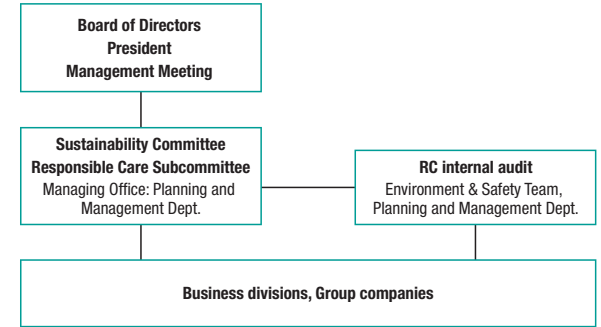 Board of Directors
President
Management Meeting
Sustainability Committee
Responsible Care Subcommittee
Managing Office: Planning and
Management Dept.
RC internal audit
Environment & Safety Team,
Planning and Management Dept.
Business divisions, Group companies